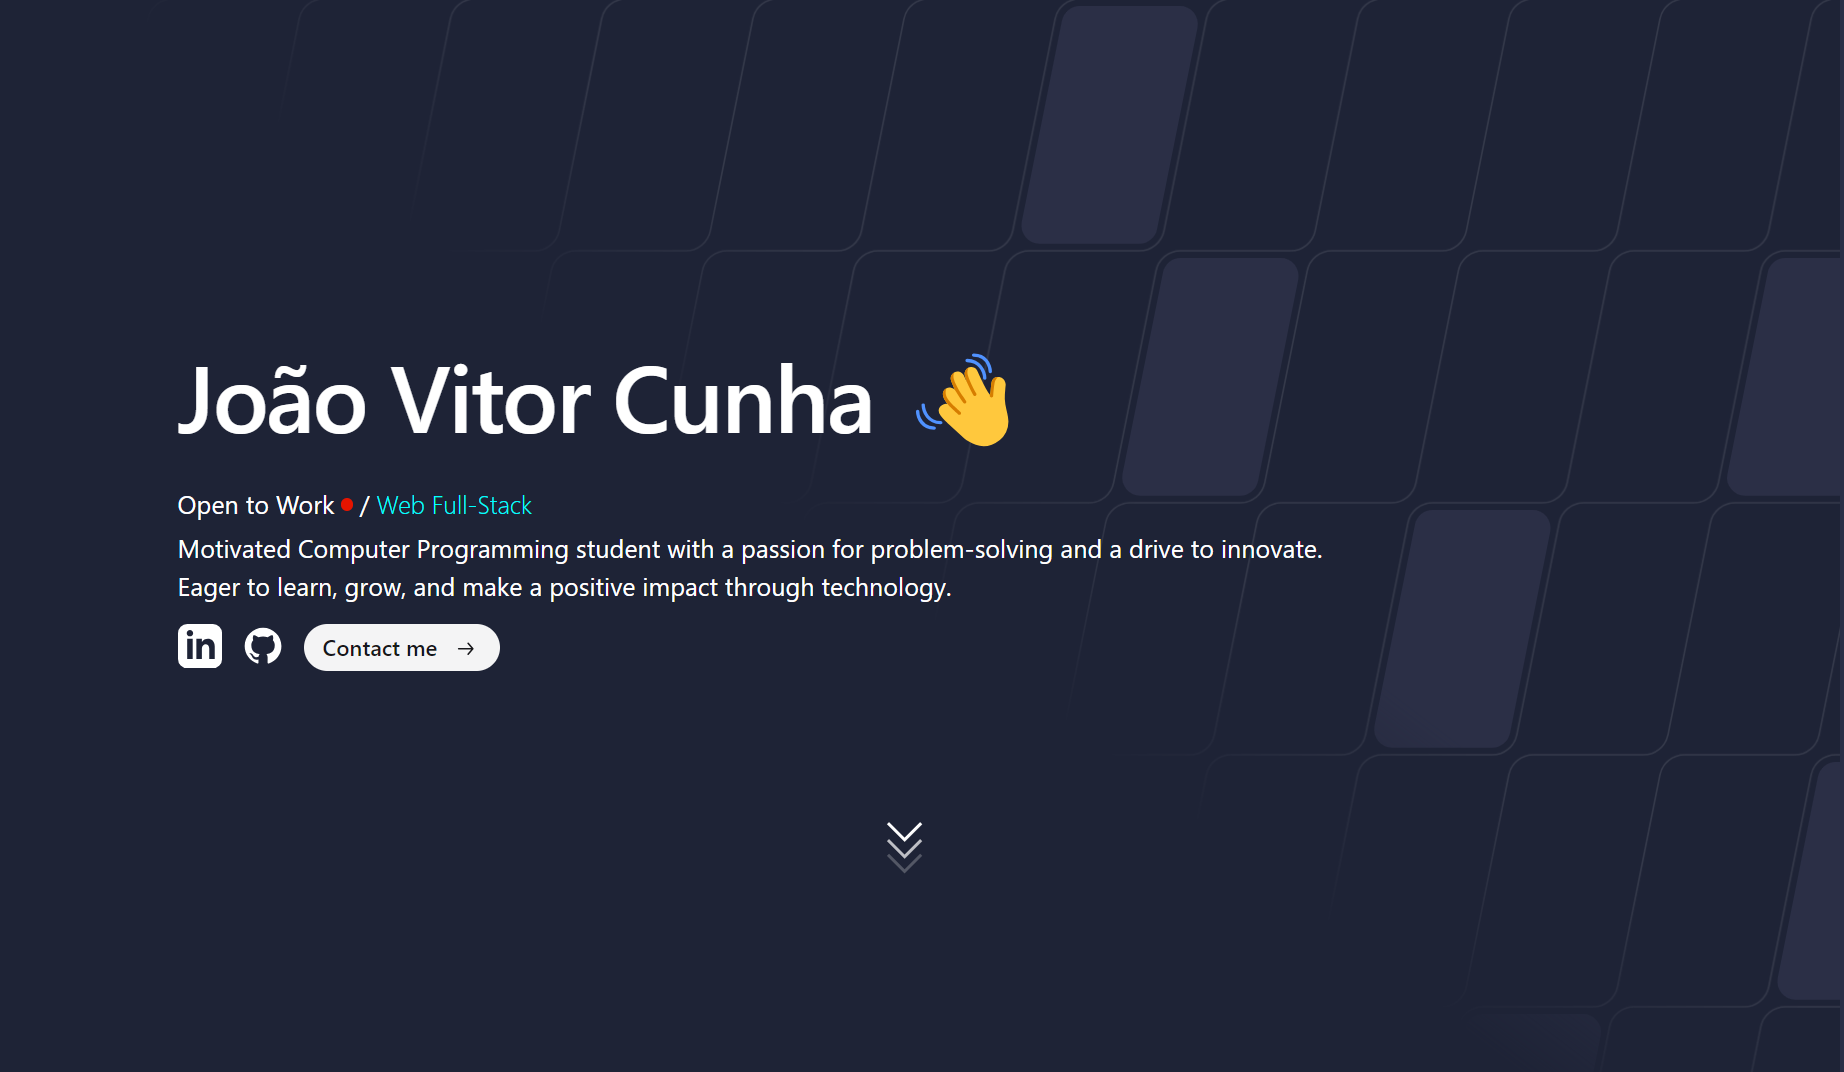 João Vitor Cunha
Open to Work / Web Full-Stack
Motivated Computer Programming student with a passion for problem-solving and a drive to innovate.
Eager to learn, grow, and make a positive impact through technology.
in
Contact me →